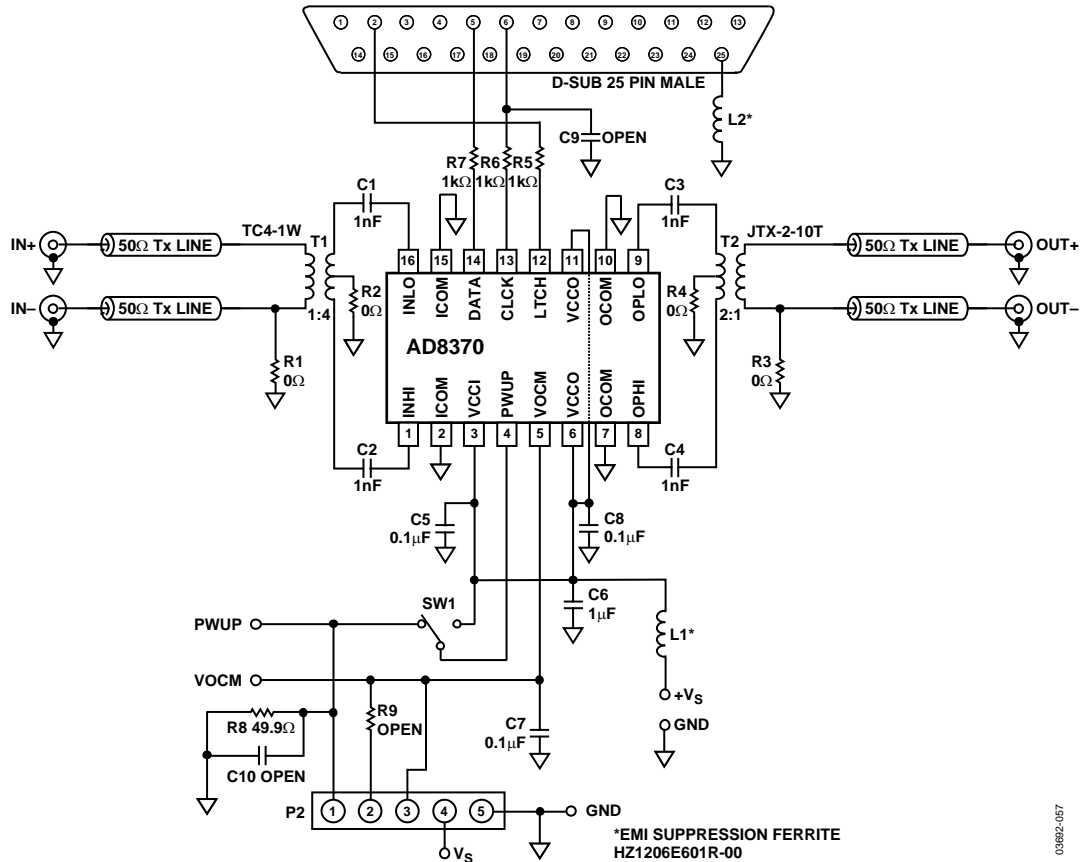 1 2 3 4 5 6 7 8 9 10 11 12 13
14 15 16 17 18 19 20 21 22 23 24 25
D-SUB 25 PIN MALE
L2*
C9 OPEN
R7 1kΩ
R6 1kΩ
R5 1kΩ
C1 1nF
C3 1nF
TC4-1W
T1
T2
JTX-2-10T
IN+
50Ω Tx LINE
50Ω Tx LINE
OUT+
IN–
50Ω Tx LINE
50Ω Tx LINE
OUT–
1:4
2:1
R2 0Ω
R4 0Ω
R1 0Ω
R3 0Ω
16 15 14 13 12 11 10 9
INLO ICOM DATA CLCK LTCH VCCO OCOM OPLO
AD8370
INHI ICOM VCCI PWUP VOCM VCCO OCOM OPHI
1 2 3 4 5 6 7 8
C2 1nF
C4 1nF
C5 0.1μF
C8 0.1μF
C6 1μF
SW1
L1*
PWUP
VOCM
+VS
GND
R9 OPEN
R8 49.9Ω
C7 0.1μF
C10 OPEN
P2
1 2 3 4 5
GND
VS
*EMI SUPPRESSION FERRITE
HZ1206E601R-00
03692-057